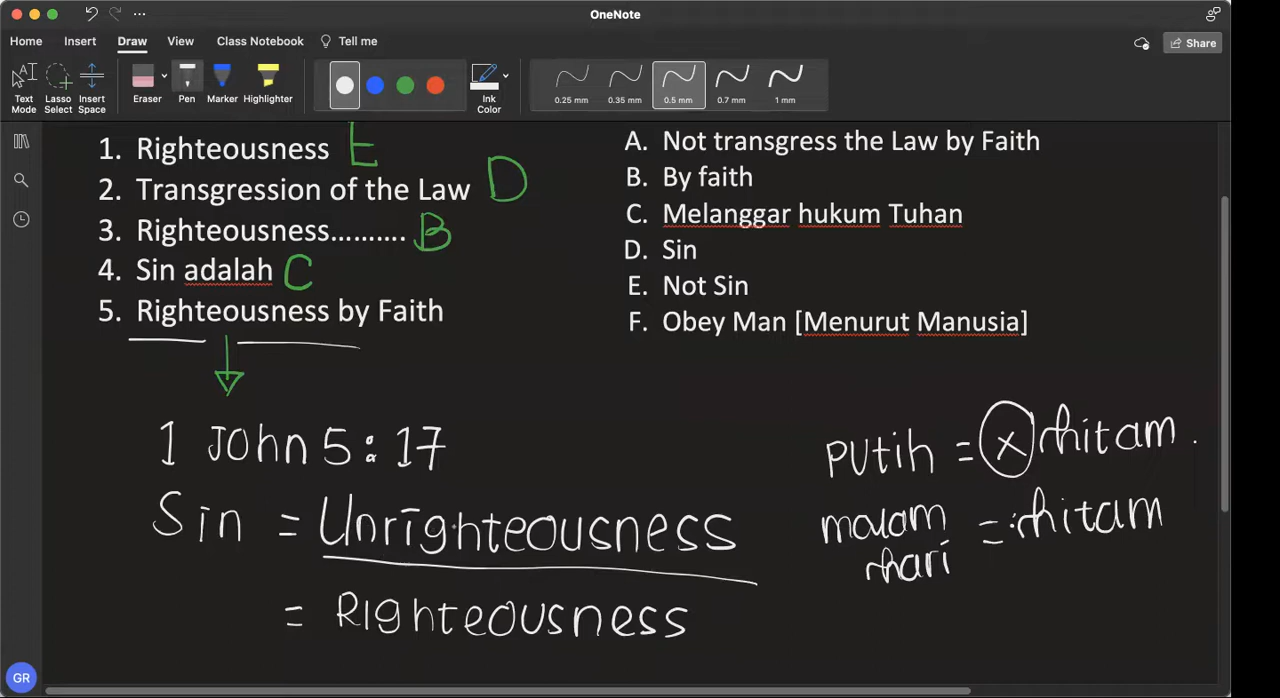 OneNote
Home Insert Draw View Class Notebook Tell me Share
Text Mode Lasso Select Insert Space Eraser Pen Marker Highlighter Ink Color 0.25 mm 0.35 mm 0.5 mm 0.7 mm 1 mm
1. Righteousness E
2. Transgression of the Law D
3. Righteousness.......... B
4. Sin adalah C
5. Righteousness by Faith
A. Not transgress the Law by Faith
B. By faith
C. Melanggar hukum Tuhan
D. Sin
E. Not Sin
F. Obey Man [Menurut Manusia]
1 John 5:17
Sin = Unrighteousness
= Righteousness
PUtih = x hitam.
malam hari = hitam
GR